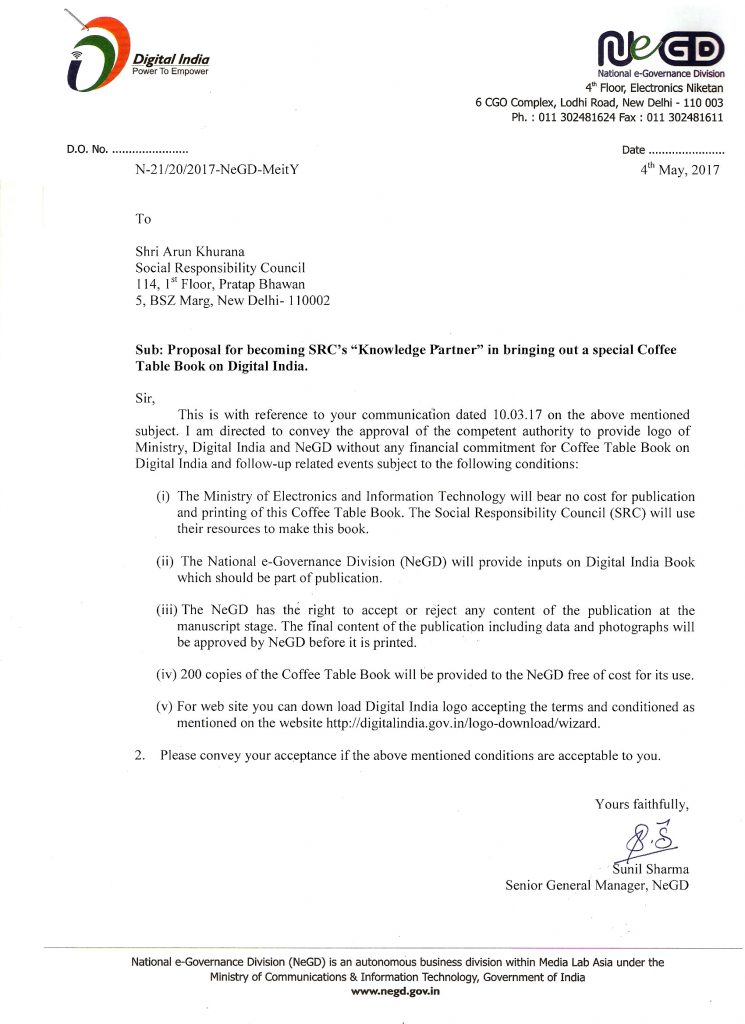 Digital India
Power To Empower
NeGD
National e-Governance Division
4th Floor, Electronics Niketan
6 CGO Complex, Lodhi Road, New Delhi - 110 003
Ph. : 011 302481624 Fax : 011 302481611
D.O. No. ....................... Date .......................
N-21/20/2017-NeGD-MeitY 4th May, 2017
To
Shri Arun Khurana
Social Responsibility Council
114, 1st Floor, Pratap Bhawan
5, BSZ Marg, New Delhi- 110002
Sub: Proposal for becoming SRC's “Knowledge Partner” in bringing out a special Coffee
Table Book on Digital India.
Sir,
This is with reference to your communication dated 10.03.17 on the above mentioned
subject. I am directed to convey the approval of the competent authority to provide logo of
Ministry, Digital India and NeGD without any financial commitment for Coffee Table Book on
Digital India and follow-up related events subject to the following conditions:
(i) The Ministry of Electronics and Information Technology will bear no cost for publication
and printing of this Coffee Table Book. The Social Responsibility Council (SRC) will use
their resources to make this book.
(ii) The National e-Governance Division (NeGD) will provide inputs on Digital India Book
which should be part of publication.
(iii) The NeGD has the right to accept or reject any content of the publication at the
manuscript stage. The final content of the publication including data and photographs will
be approved by NeGD before it is printed.
(iv) 200 copies of the Coffee Table Book will be provided to the NeGD free of cost for its use.
(v) For web site you can down load Digital India logo accepting the terms and conditioned as
mentioned on the website http://digitalindia.gov.in/logo-download/wizard.
2. Please convey your acceptance if the above mentioned conditions are acceptable to you.
Yours faithfully,
Sunil Sharma
Senior General Manager, NeGD
National e-Governance Division (NeGD) is an autonomous business division within Media Lab Asia under the
Ministry of Communications & Information Technology, Government of India
www.negd.gov.in